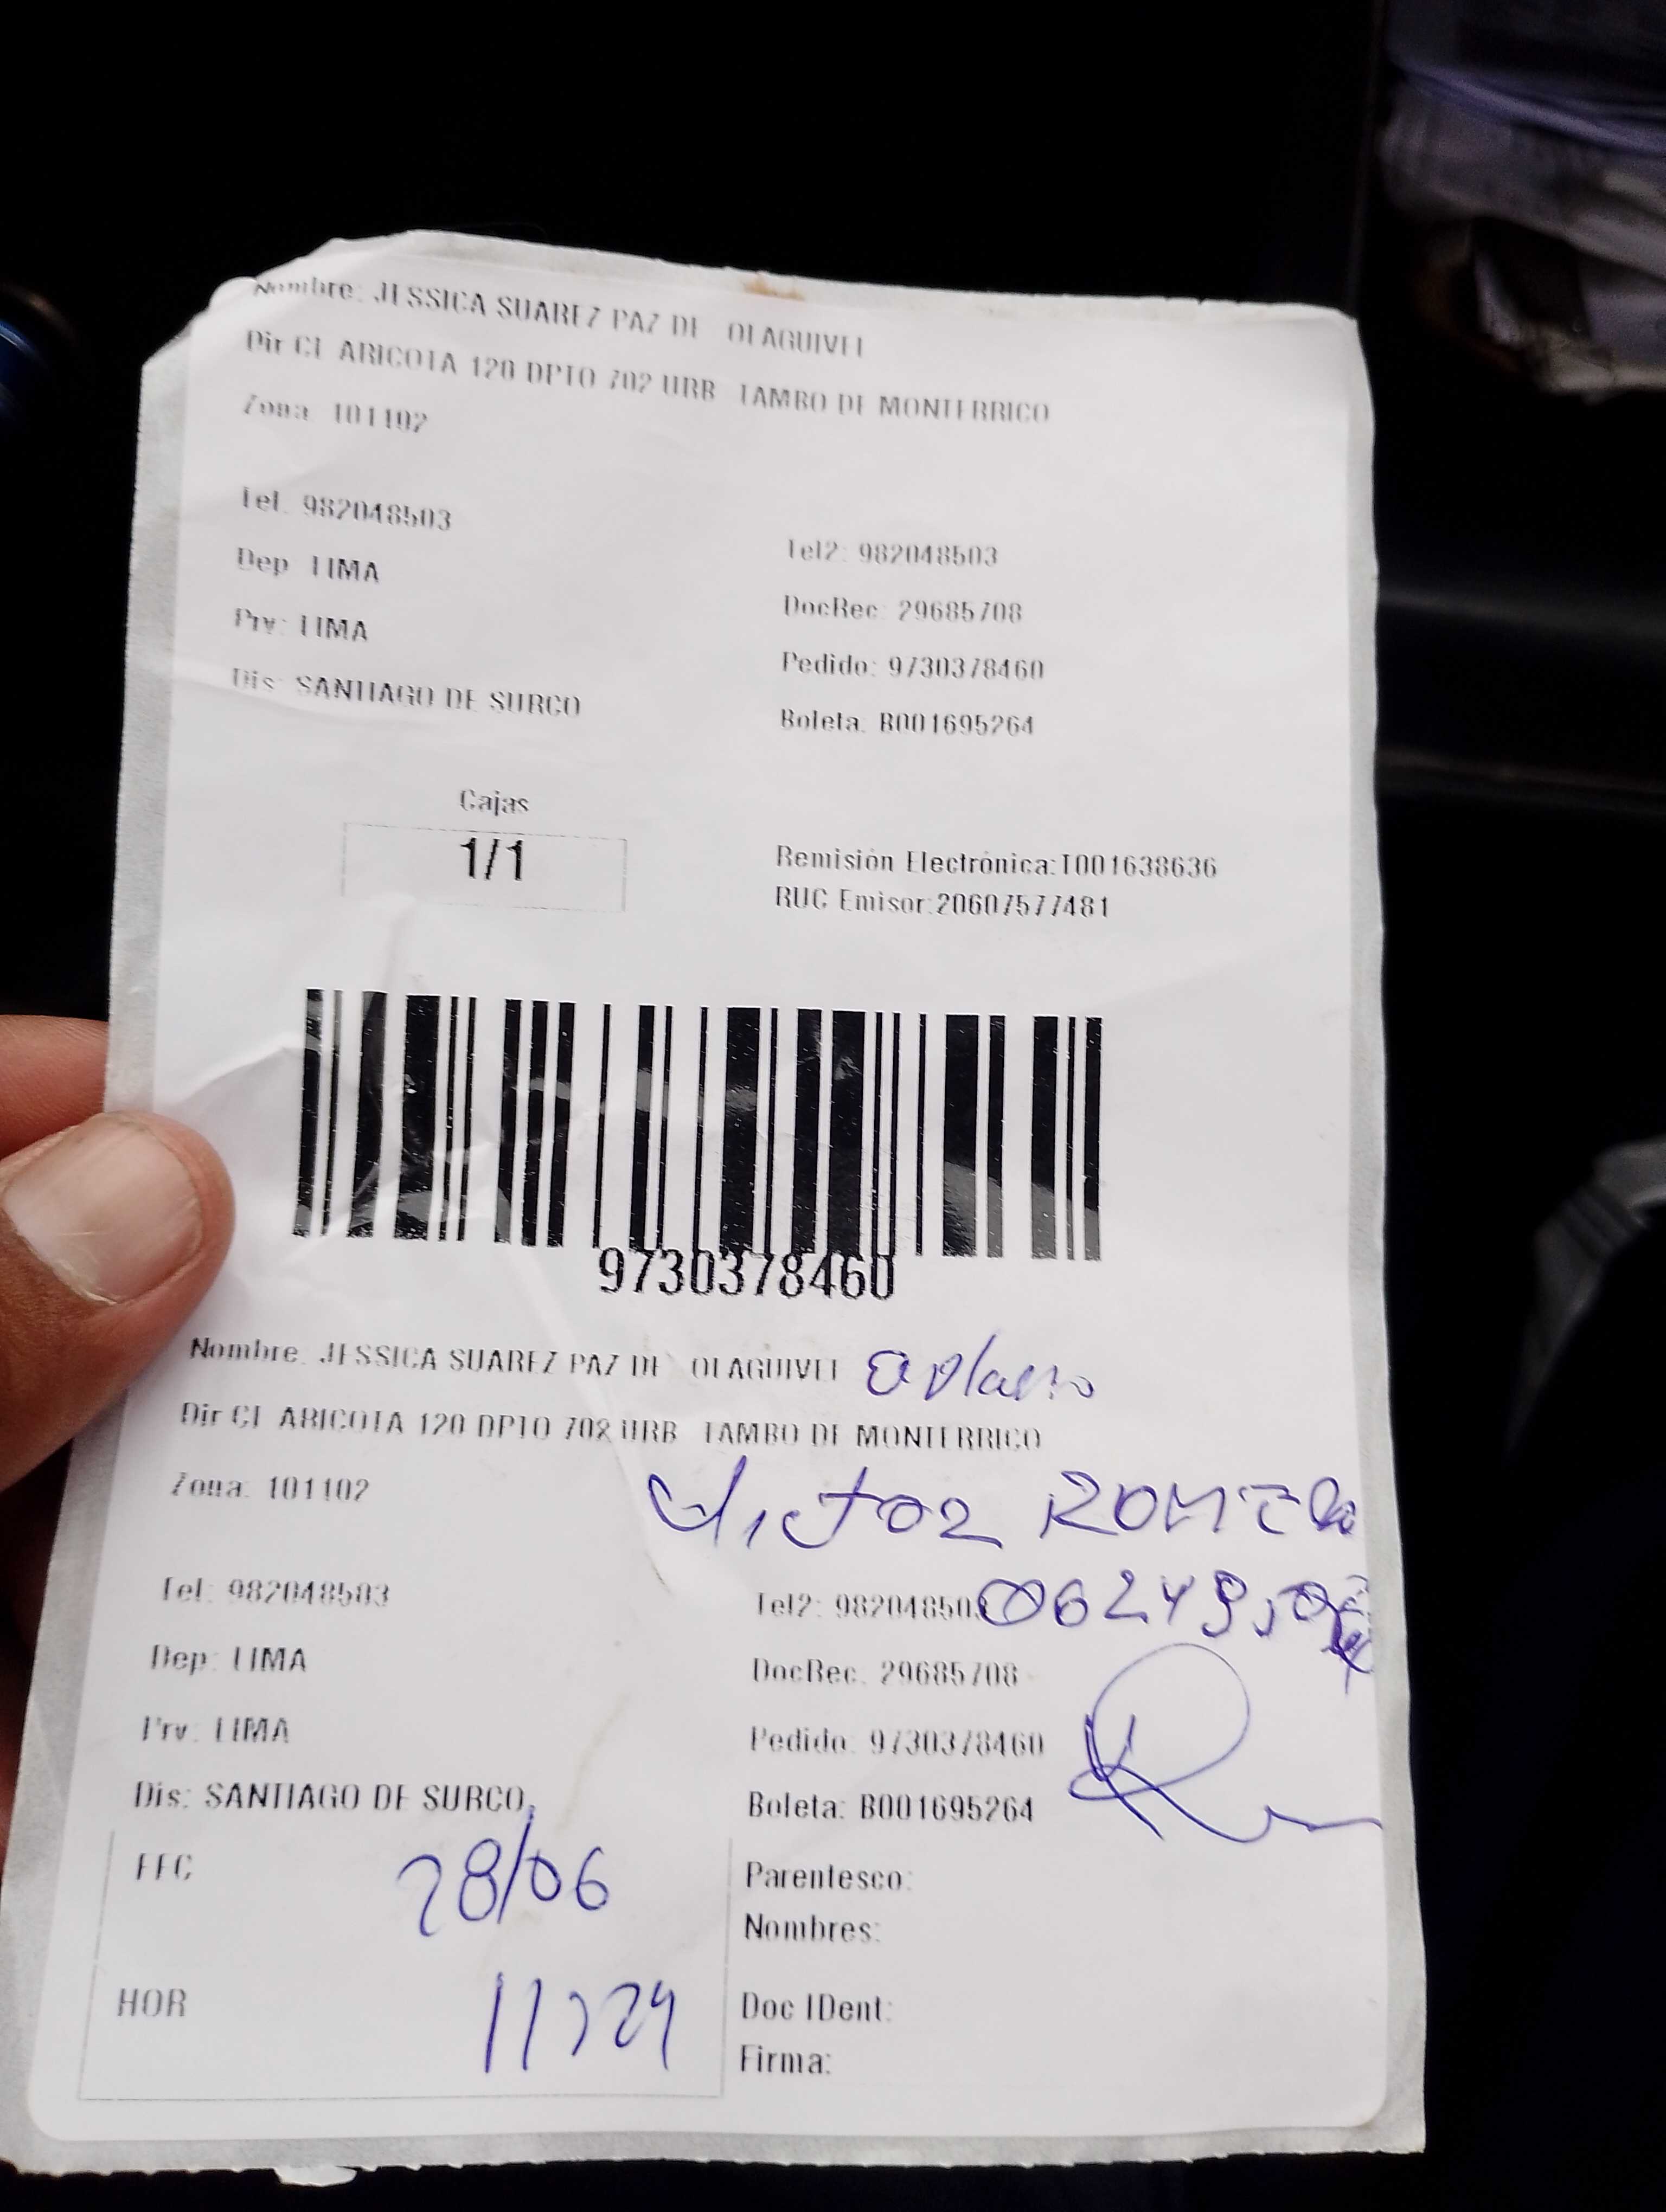 Nombre: JESSICA SUAREZ PAZ DE OLAGUIVEL
Dir CL ARICOTA 120 DPTO 702 URB TAMBO DE MONTERRICO
Zona: 101102
Tel: 982048503
Tel2: 982048503
Dep: LIMA
DocRec: 29685708
Prv: LIMA
Pedido: 9730378460
Dis: SANTIAGO DE SURCO
Boleta: B001695264
Cajas
1/1
Remisión Electrónica:T001638636
RUC Emisor:20607577481
9730378460
Nombre: JESSICA SUAREZ PAZ DE OLAGUIVEL
Dir CL ARICOTA 120 DPTO 702 URB TAMBO DE MONTERRICO
Zona: 101102
Victor ROMERO
Tel: 982048503
Tel2: 982048503
Dep: LIMA
DocRec: 29685708
Prv: LIMA
Pedido: 9730378460
Dis: SANTIAGO DE SURCO
Boleta: B001695264
FEC 28/06
Parentesco:
Nombres:
HOR 11:24
Doc IDent:
Firma: